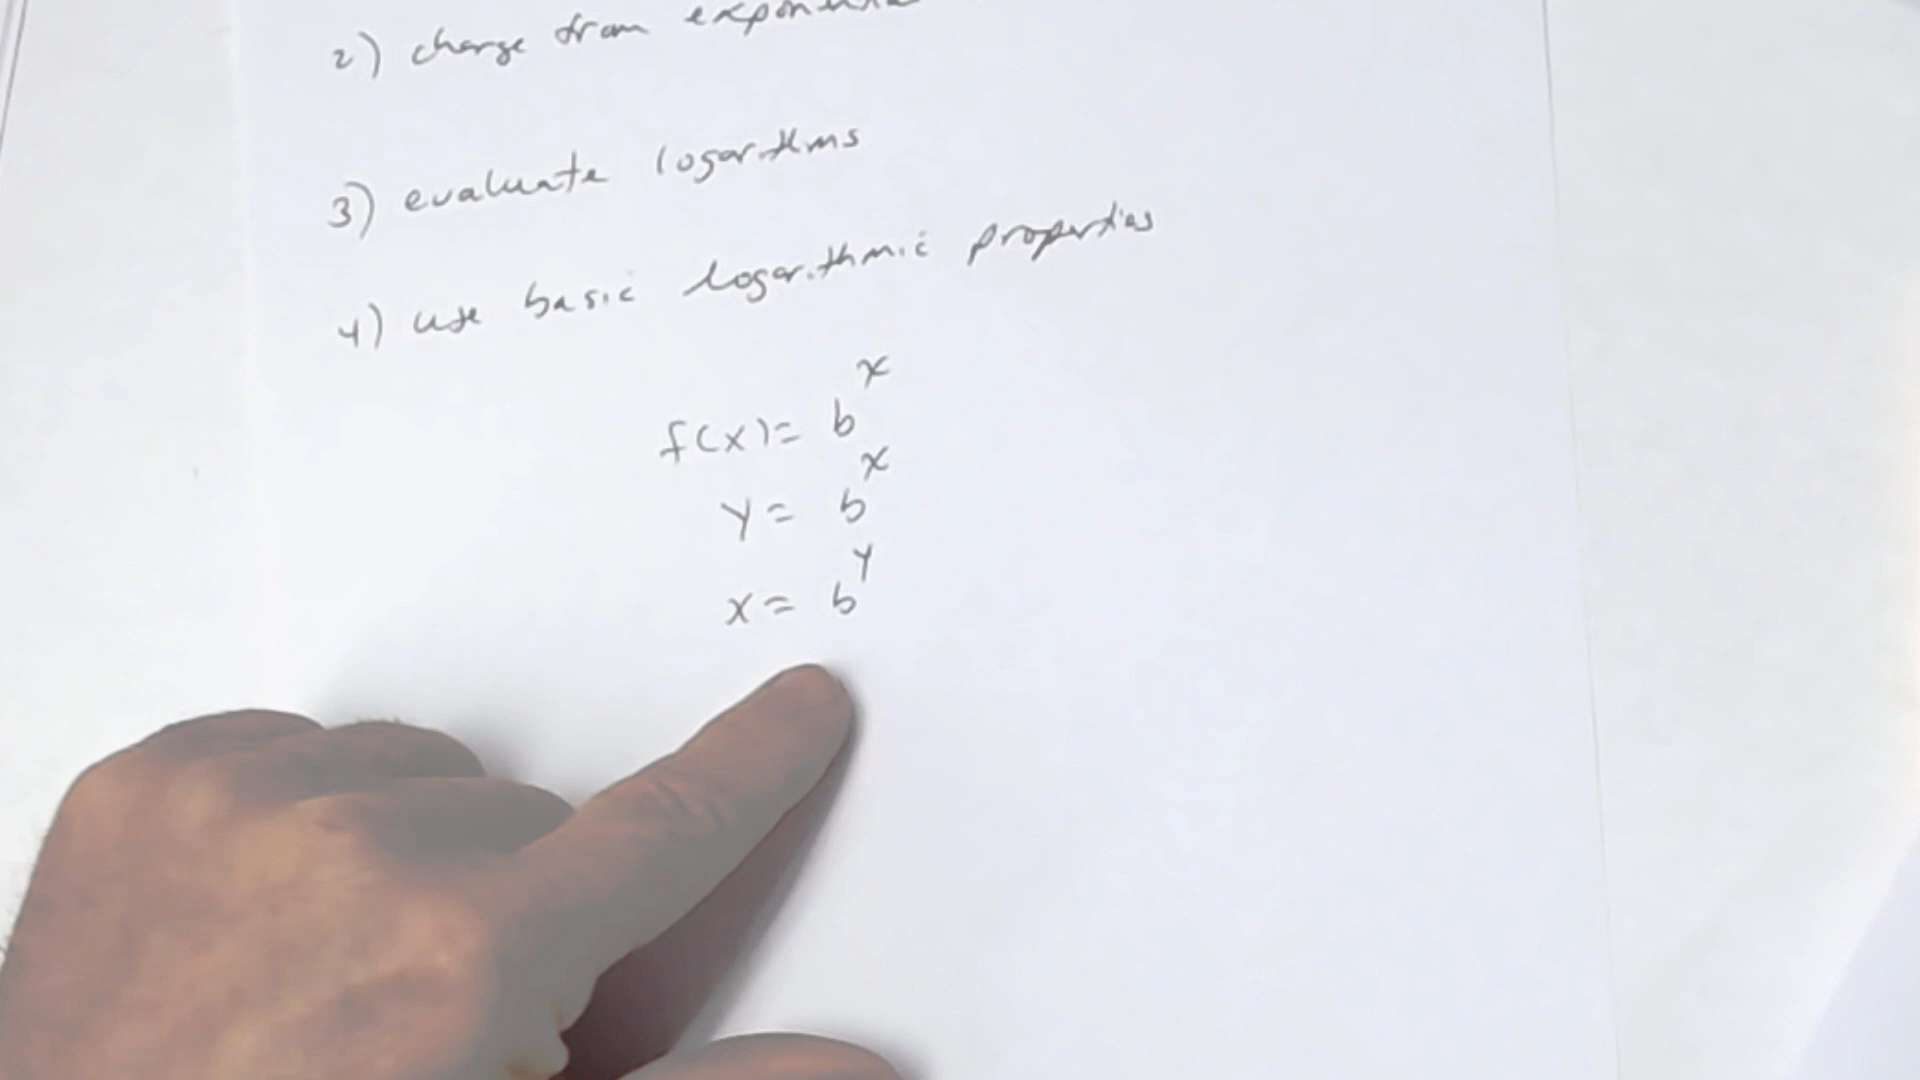 2) change from
3) evaluate logarithms
4) use basic logarithmic properties
f(x) = b^x
y = b^x
x = b^y